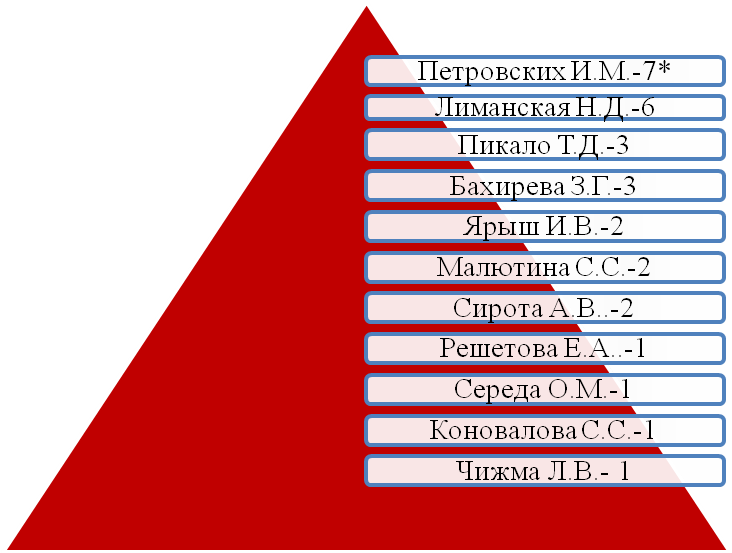 Петровских И.М.-7*
Лиманская Н.Д.-6
Пикало Т.Д.-3
Бахирева З.Г.-3
Ярыш И.В.-2
Малютина С.С.-2
Сирота А.В..-2
Решетова Е.А..-1
Середа О.М.-1
Коновалова С.С.-1
Чижма Л.В.- 1